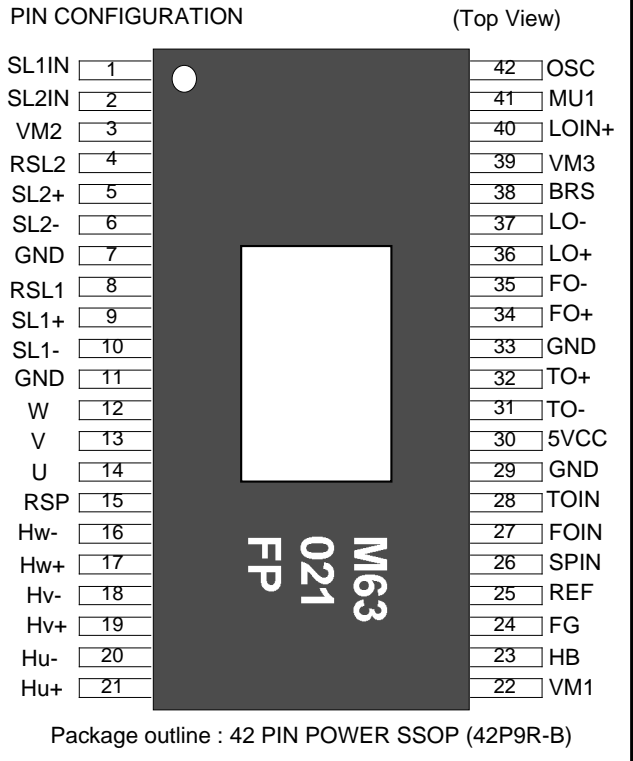 PIN CONFIGURATION (Top View)
SL1IN 1 42 OSC
SL2IN 2 41 MU1
VM2 3 40 LOIN+
RSL2 4 39 VM3
SL2+ 5 38 BRS
SL2- 6 37 LO-
GND 7 36 LO+
RSL1 8 35 FO-
SL1+ 9 34 FO+
SL1- 10 33 GND
GND 11 32 TO+
W 12 31 TO-
V 13 30 5VCC
U 14 29 GND
RSP 15 28 TOIN
Hw- 16 27 FOIN
Hw+ 17 26 SPIN
Hv- 18 25 REF
Hv+ 19 24 FG
Hu- 20 23 HB
Hu+ 21 22 VM1
M63
021
FP
Package outline : 42 PIN POWER SSOP (42P9R-B)